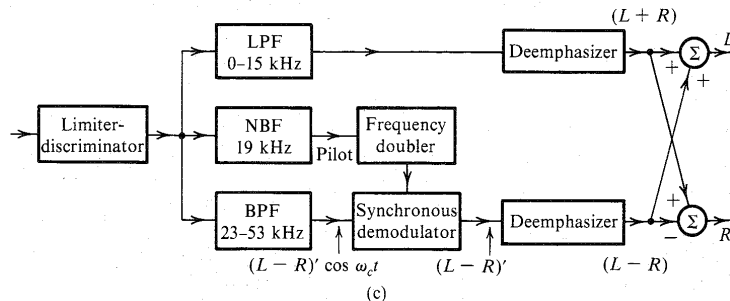 (L + R)
LPF
0–15 kHz
Deemphasizer
Σ
L
+
+
Limiter-
discriminator
NBF
19 kHz
Pilot
Frequency
doubler
BPF
23–53 kHz
Synchronous
demodulator
Deemphasizer
+
−
Σ
R
(L − R)′ cos ω_c t
(L − R)′
(L − R)
(c)